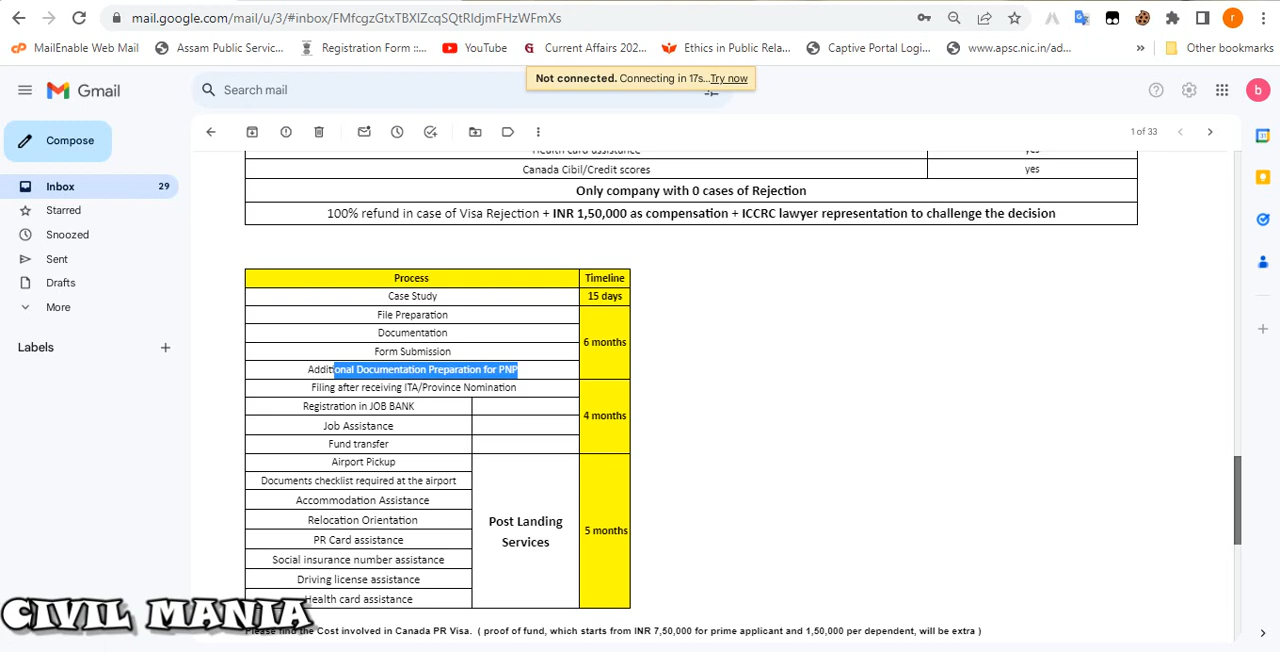 mail.google.com/mail/u/3/#inbox/FMfcgzGtxTBXlZcqSQtRldjmFHzWFmXs
r
MailEnable Web Mail
Assam Public Servic...
Registration Form ::...
YouTube
Current Affairs 202...
Ethics in Public Rela...
Captive Portal Logi...
www.apsc.nic.in/ad...
»
Other bookmarks
Not connected. Connecting in 17s... Try now
Gmail
Search mail
b
Compose
1 of 33
Inbox 29
Starred
Snoozed
Sent
Drafts
More
Labels
Health card assistance yes
Canada Cibil/Credit scores yes
Only company with 0 cases of Rejection
100% refund in case of Visa Rejection + INR 1,50,000 as compensation + ICCRC lawyer representation to challenge the decision
Process Timeline
Case Study 15 days
File Preparation
Documentation
6 months
Form Submission
Additional Documentation Preparation for PNP
Filing after receiving ITA/Province Nomination
Registration in JOB BANK
4 months
Job Assistance
Fund transfer
Airport Pickup
Documents checklist required at the airport
Accommodation Assistance
Relocation Orientation
Post Landing
Services
5 months
PR Card assistance
Social insurance number assistance
Driving license assistance
Health card assistance
CIVIL MANIA
Please find the Cost involved in Canada PR Visa. ( proof of fund, which starts from INR 7,50,000 for prime applicant and 1,50,000 per dependent, will be extra )